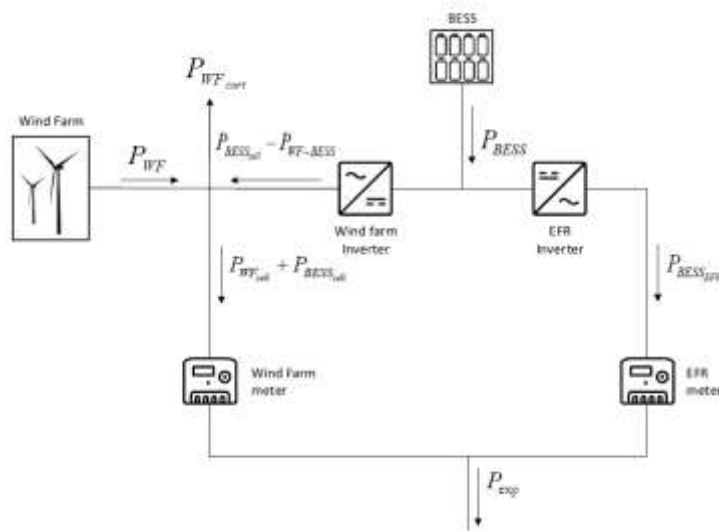 BESS
P_WF_curt
Wind Farm
P_WF
P_BESS_sell − P_WF−BESS
P_BESS
Wind farm
Inverter
EFR
Inverter
P_WF_sell + P_BESS_sell
P_BESS_EFR
Wind Farm
meter
EFR
meter
P_exp